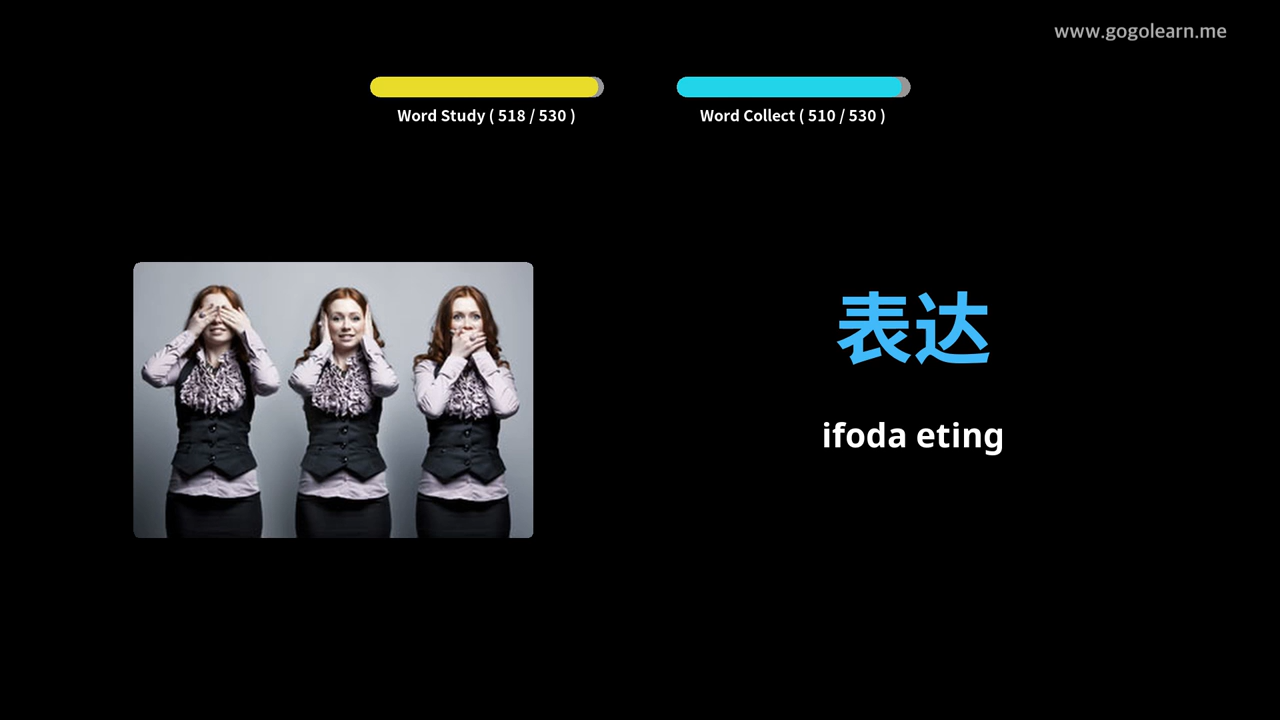 www.gogolearn.me
Word Study ( 518 / 530 )
Word Collect ( 510 / 530 )
表达
ifoda eting